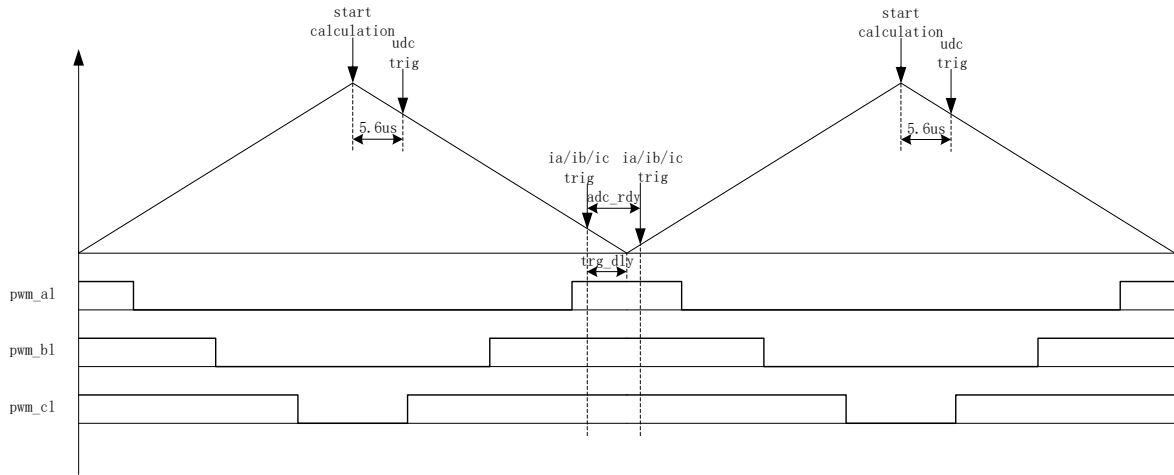 start
calculation
udc
trig
5.6us
ia/ib/ic
trig
ia/ib/ic
trig
adc_rdy
trg_dly
start
calculation
udc
trig
5.6us
pwm_al
pwm_bl
pwm_cl